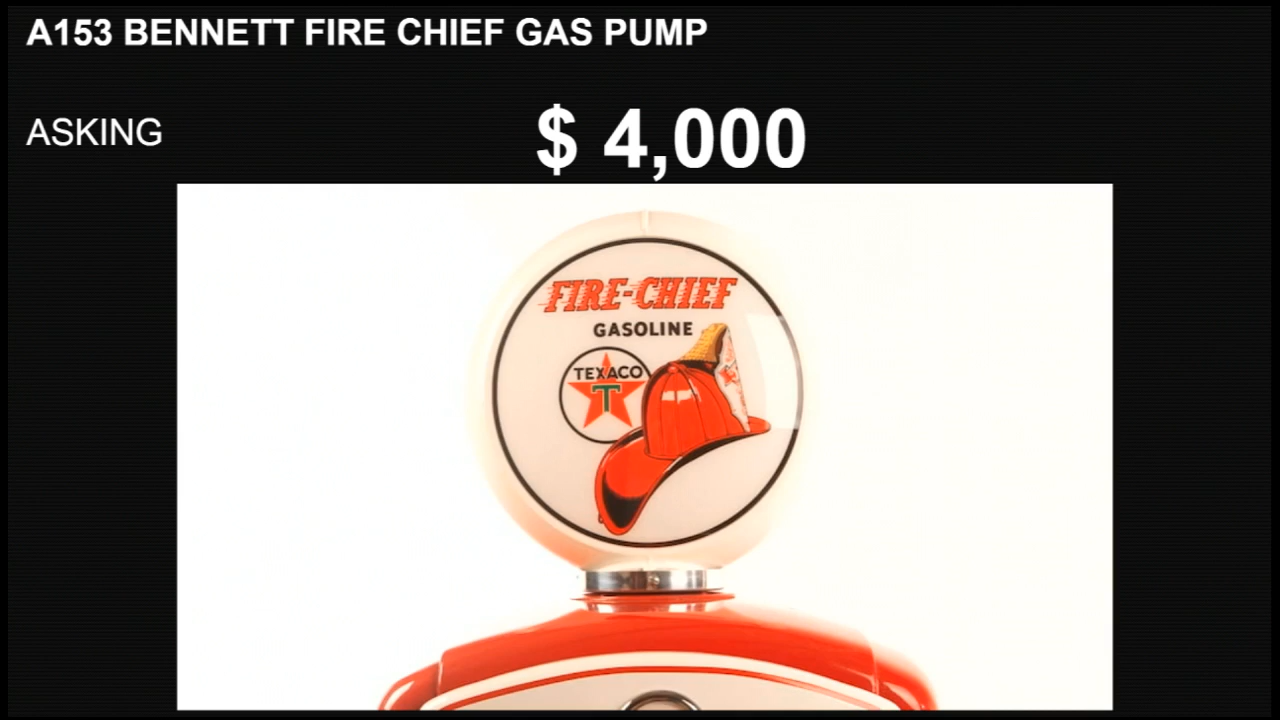 A153 BENNETT FIRE CHIEF GAS PUMP
ASKING
$ 4,000
FIRE-CHIEF
GASOLINE
TEXACO
T